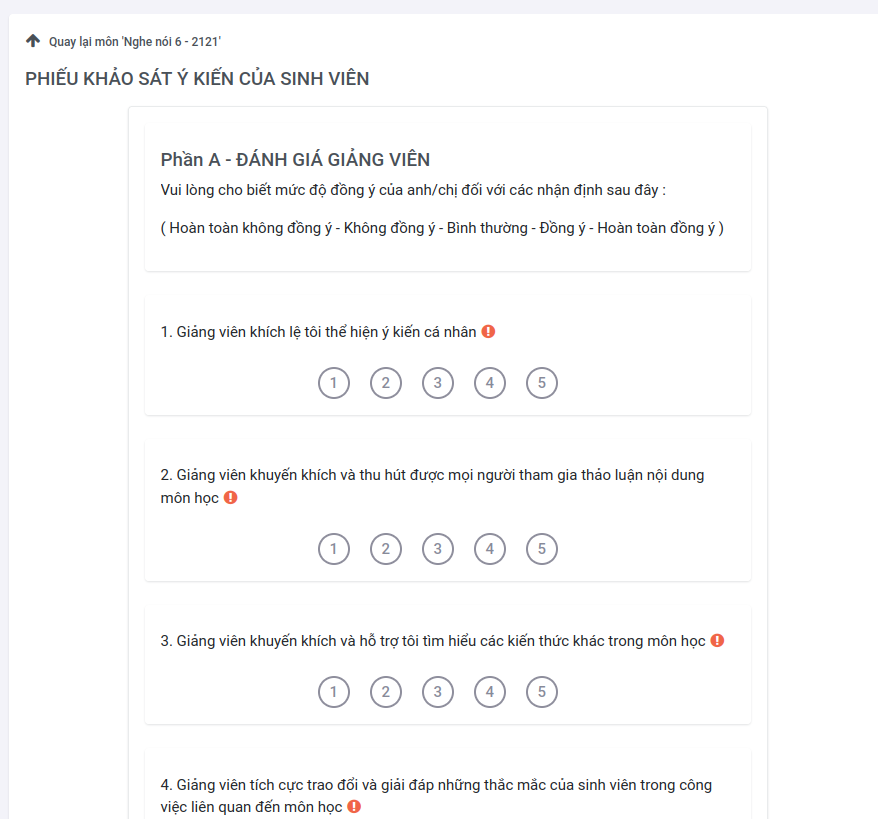 Quay lại môn 'Nghe nói 6 - 2121'
PHIẾU KHẢO SÁT Ý KIẾN CỦA SINH VIÊN
Phần A - ĐÁNH GIÁ GIẢNG VIÊN
Vui lòng cho biết mức độ đồng ý của anh/chị đối với các nhận định sau đây :
( Hoàn toàn không đồng ý - Không đồng ý - Bình thường - Đồng ý - Hoàn toàn đồng ý )
1. Giảng viên khích lệ tôi thể hiện ý kiến cá nhân
1 2 3 4 5
2. Giảng viên khuyến khích và thu hút được mọi người tham gia thảo luận nội dung
môn học
1 2 3 4 5
3. Giảng viên khuyến khích và hỗ trợ tôi tìm hiểu các kiến thức khác trong môn học
1 2 3 4 5
4. Giảng viên tích cực trao đổi và giải đáp những thắc mắc của sinh viên trong công
việc liên quan đến môn học